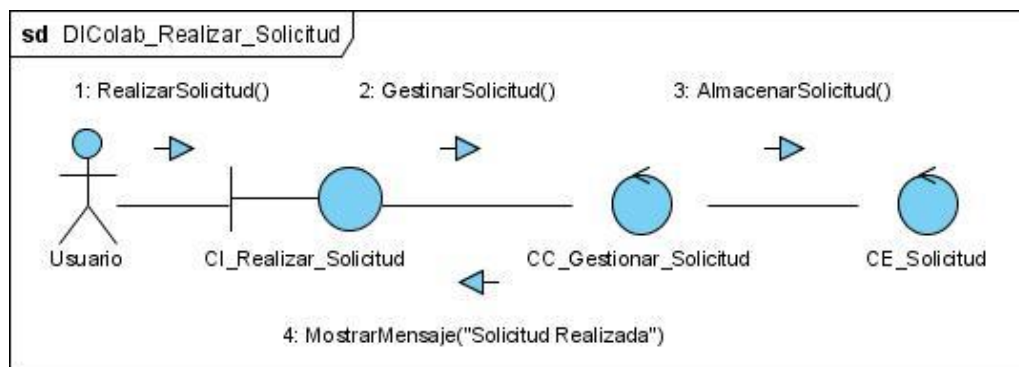 sd DIColab_Realizar_Solicitud
1: RealizarSolicitud()
2: GestinarSolicitud()
3: AlmacenarSolicitud()
Usuario
CI_Realizar_Solicitud
CC_Gestionar_Solicitud
CE_Solicitud
4: MostrarMensaje("Solicitud Realizada")